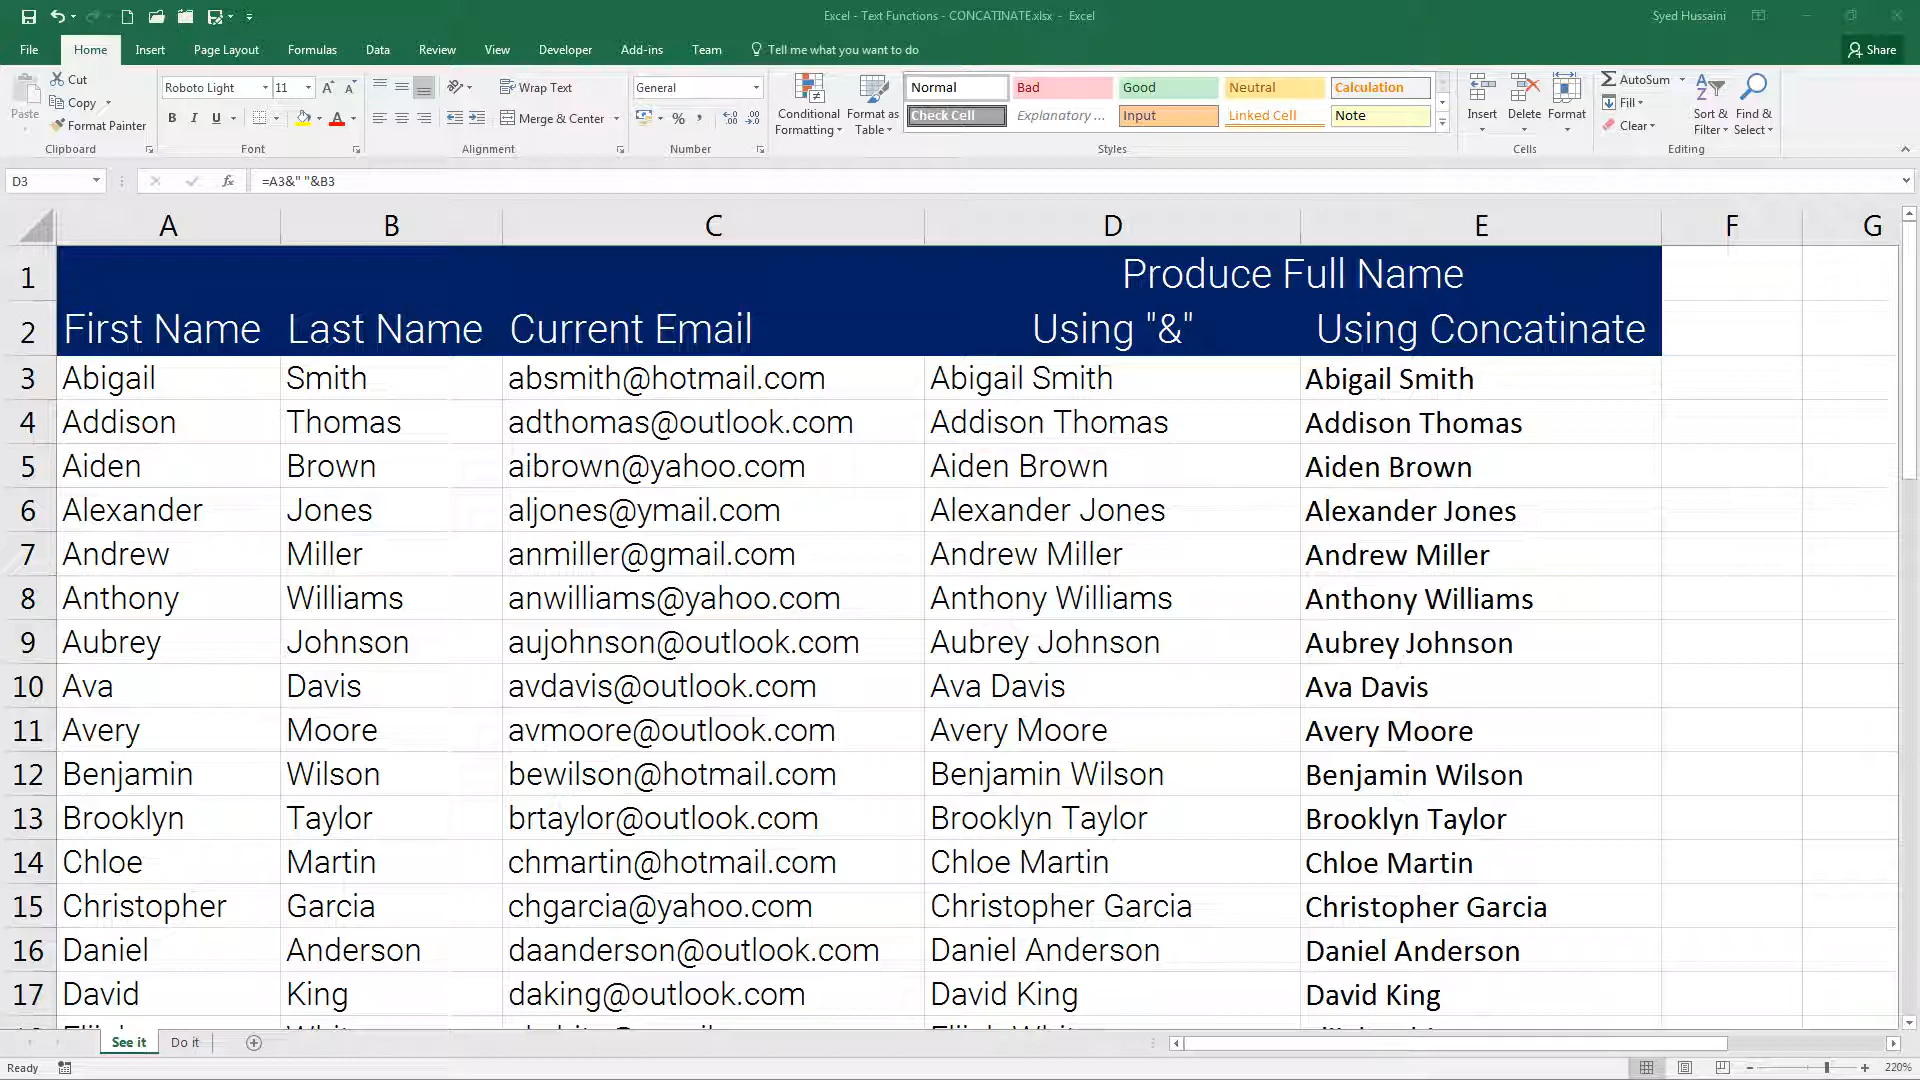 Excel - Text Functions - CONCATINATE.xlsx - Excel
Syed Hussaini
File Home Insert Page Layout Formulas Data Review View Developer Add-ins Team Tell me what you want to do Share
Paste
Cut
Copy
Format Painter
Clipboard
Roboto Light 11
A A
B I U A
Font
Wrap Text
Merge & Center
Alignment
General
%
Number
Conditional Formatting
Format as Table
Normal Bad Good Neutral Calculation
Check Cell Explanatory ... Input Linked Cell Note
Styles
Insert Delete Format
Cells
AutoSum
Fill
Clear
Sort & Filter
Find & Select
Editing
D3 fx =A3&" "&B3
A B C D E F G
1 Produce Full Name
2 First Name Last Name Current Email Using "&" Using Concatinate
3 Abigail Smith absmith@hotmail.com Abigail Smith Abigail Smith
4 Addison Thomas adthomas@outlook.com Addison Thomas Addison Thomas
5 Aiden Brown aibrown@yahoo.com Aiden Brown Aiden Brown
6 Alexander Jones aljones@ymail.com Alexander Jones Alexander Jones
7 Andrew Miller anmiller@gmail.com Andrew Miller Andrew Miller
8 Anthony Williams anwilliams@yahoo.com Anthony Williams Anthony Williams
9 Aubrey Johnson aujohnson@outlook.com Aubrey Johnson Aubrey Johnson
10 Ava Davis avdavis@outlook.com Ava Davis Ava Davis
11 Avery Moore avmoore@outlook.com Avery Moore Avery Moore
12 Benjamin Wilson bewilson@hotmail.com Benjamin Wilson Benjamin Wilson
13 Brooklyn Taylor brtaylor@outlook.com Brooklyn Taylor Brooklyn Taylor
14 Chloe Martin chmartin@hotmail.com Chloe Martin Chloe Martin
15 Christopher Garcia chgarcia@yahoo.com Christopher Garcia Christopher Garcia
16 Daniel Anderson daanderson@outlook.com Daniel Anderson Daniel Anderson
17 David King daking@outlook.com David King David King
See it Do it
Ready 220%